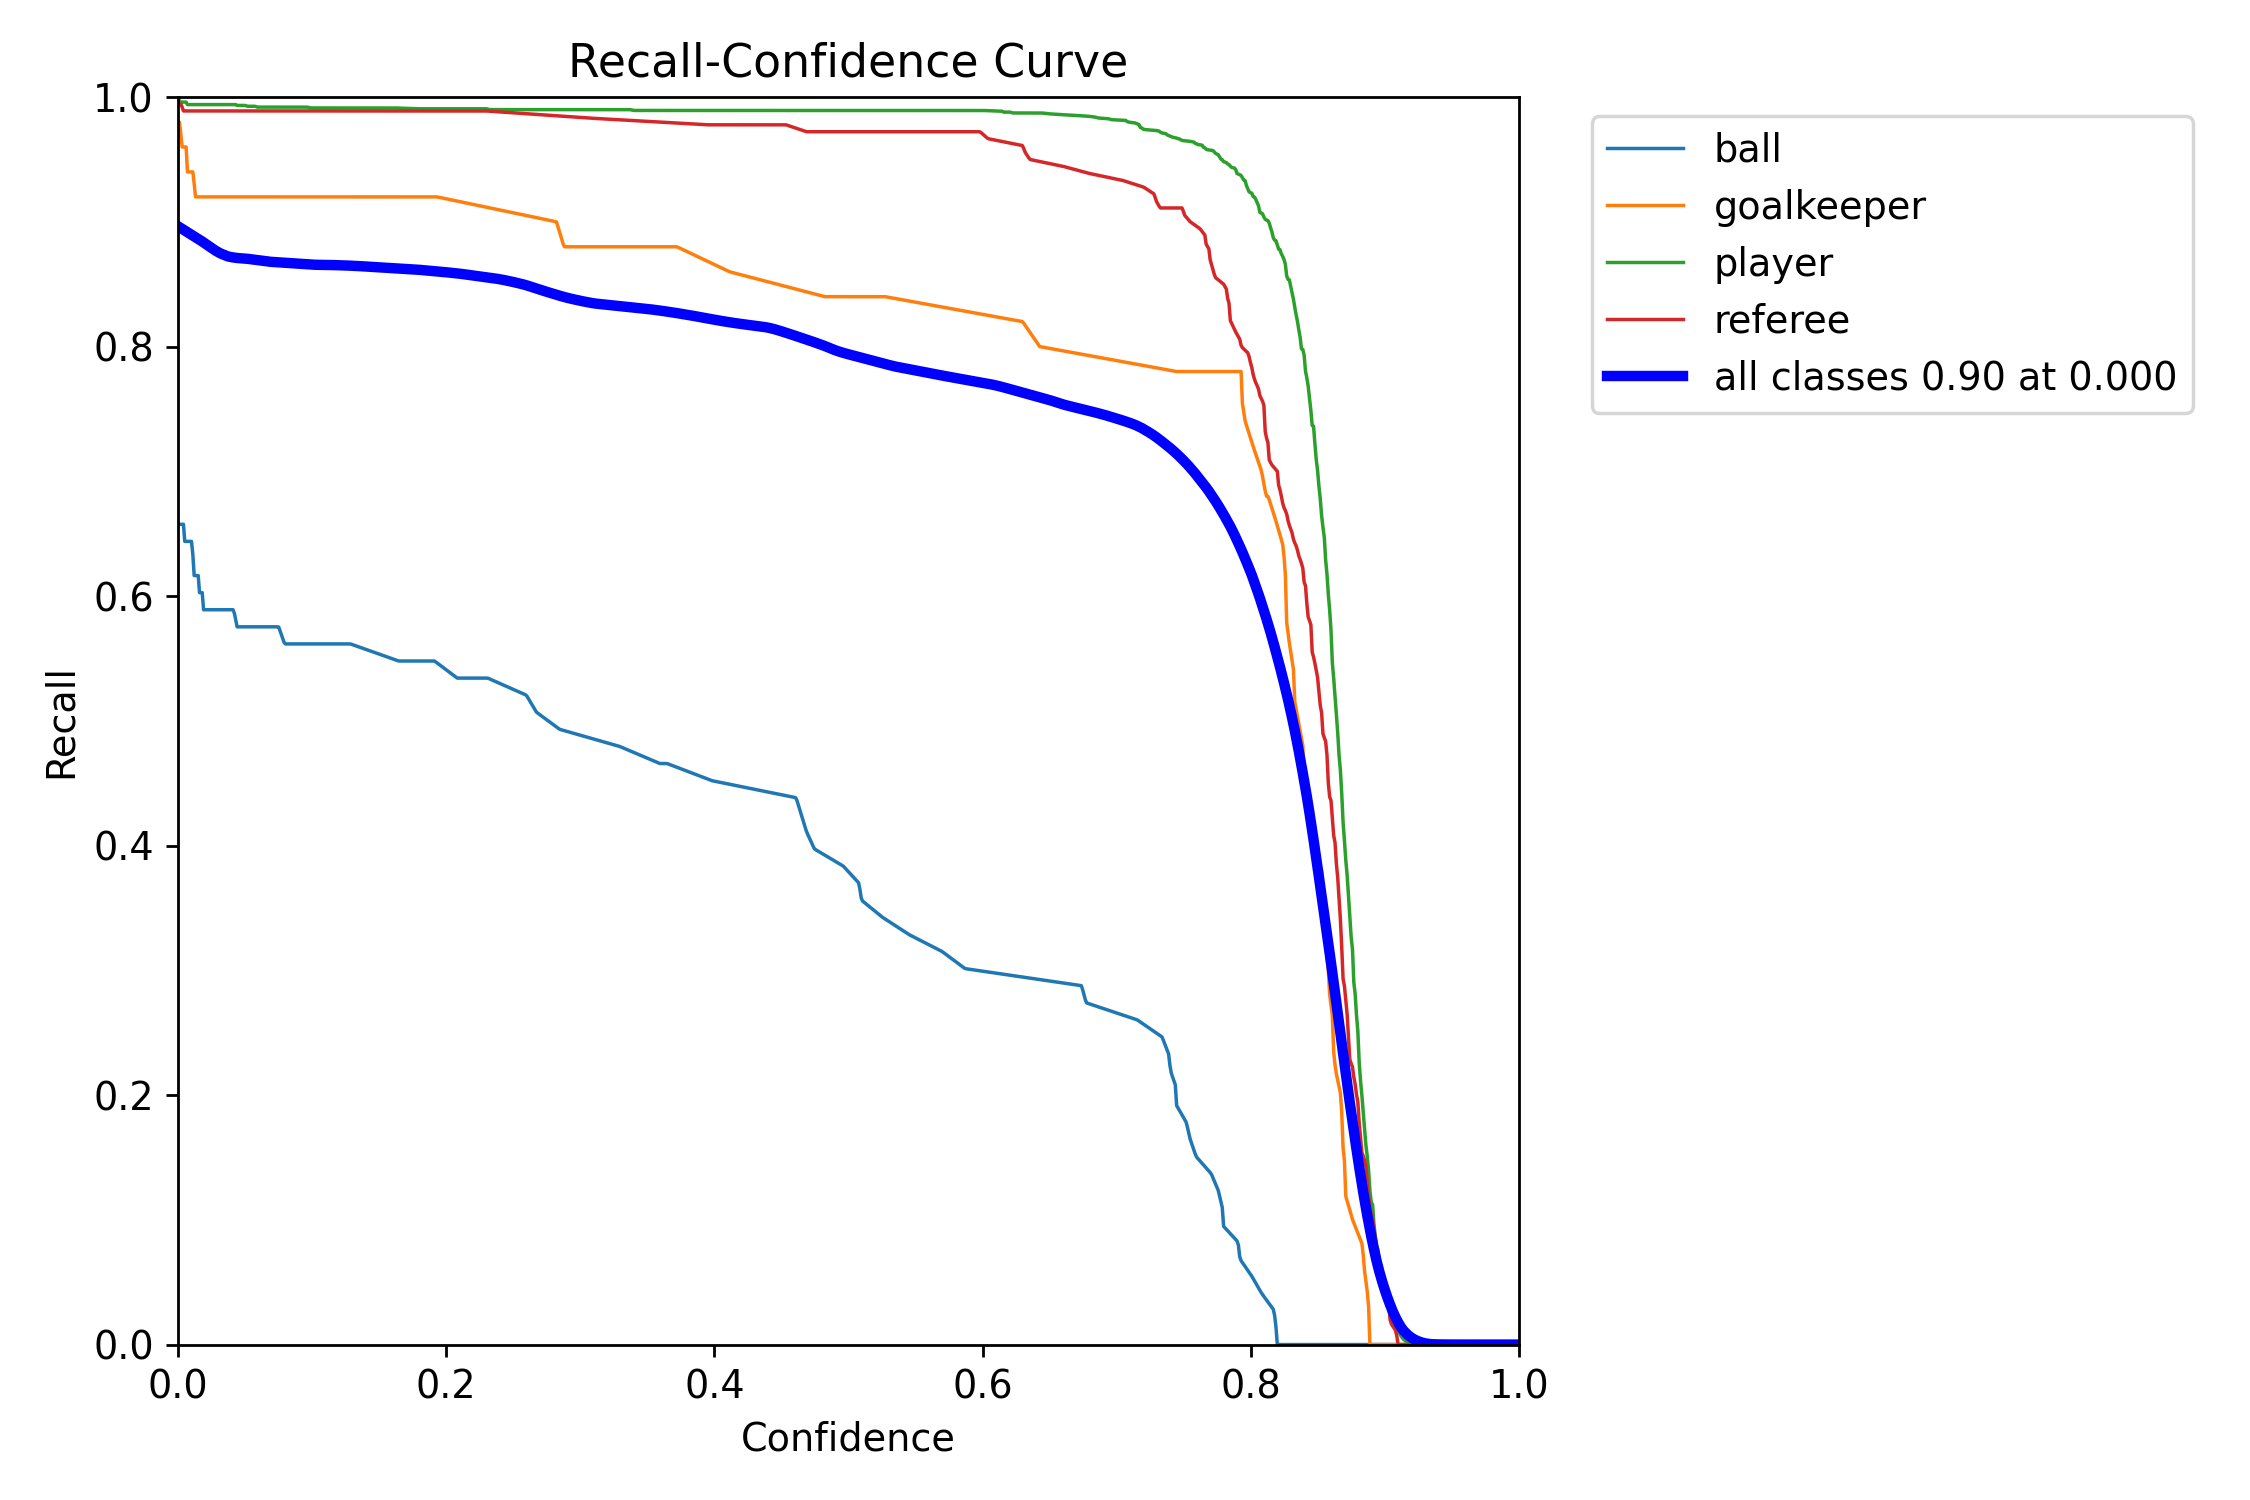 Recall-Confidence Curve
1.0
0.8
0.6
0.4
0.2
0.0
Recall
0.0 0.2 0.4 0.6 0.8 1.0
Confidence
ball
goalkeeper
player
referee
all classes 0.90 at 0.000